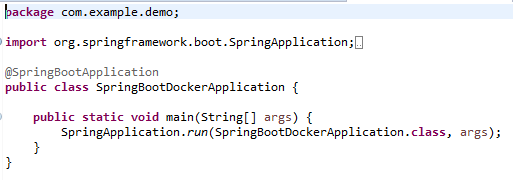 package com.example.demo;
import org.springframework.boot.SpringApplication;
@SpringBootApplication
public class SpringBootDockerApplication {
public static void main(String[] args) {
SpringApplication.run(SpringBootDockerApplication.class, args);
}
}